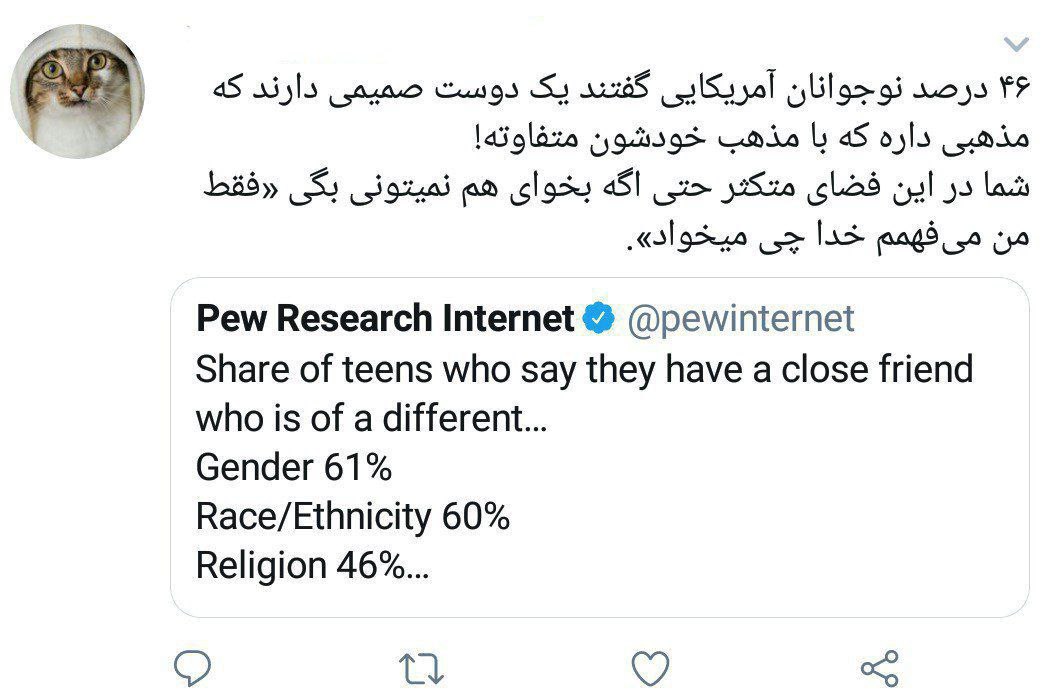 ۴۶ درصد نوجوانان آمریکایی گفتند یک دوست صمیمی دارند که
مذهبی داره که با مذهب خودشون متفاوته!
شما در این فضای متکثر حتی اگه بخوای هم نمیتونی بگی «فقط
من می‌فهمم خدا چی میخواد».
Pew Research Internet @pewinternet
Share of teens who say they have a close friend
who is of a different...
Gender 61%
Race/Ethnicity 60%
Religion 46%...